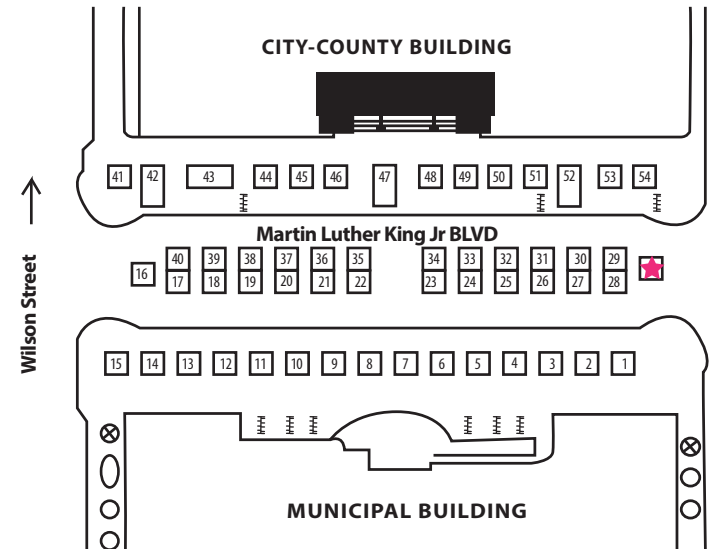 CITY-COUNTY BUILDING
41 42 43 44 45 46 47 48 49 50 51 52 53 54
Martin Luther King Jr BLVD
40 39 38 37 36 35 34 33 32 31 30 29
16
17 18 19 20 21 22 23 24 25 26 27 28
Wilson Street
15 14 13 12 11 10 9 8 7 6 5 4 3 2 1
MUNICIPAL BUILDING